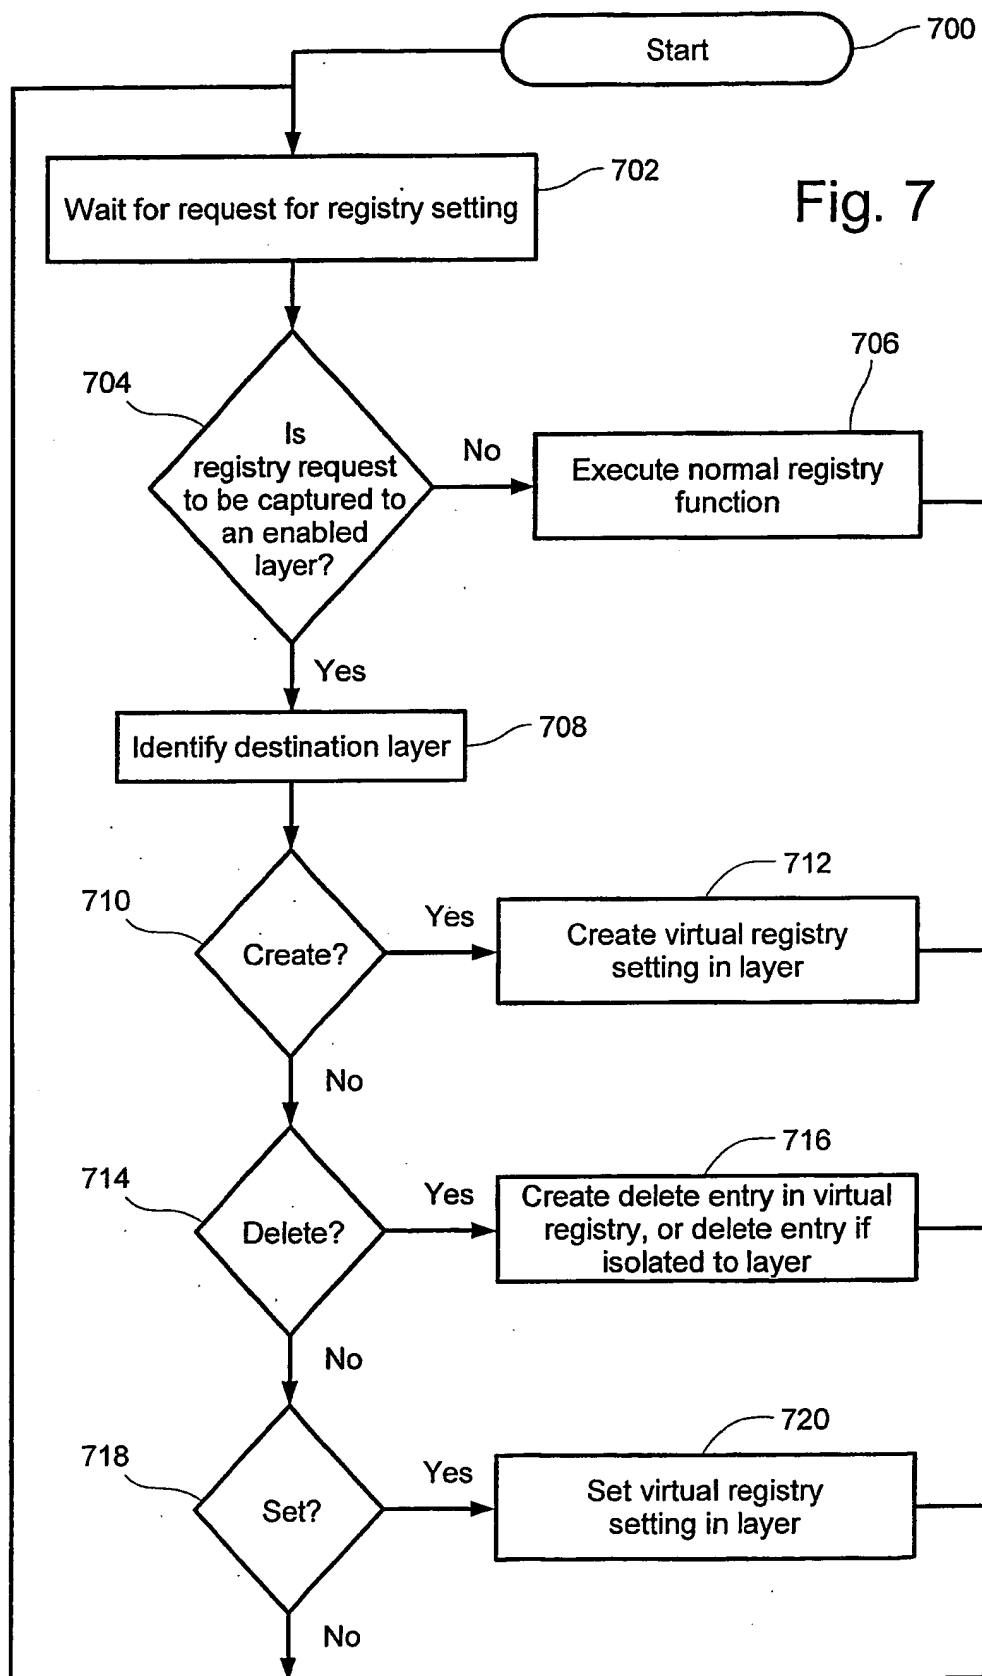 Start
700
Wait for request for registry setting
702
Fig. 7
704
Is
registry request
to be captured to
an enabled
layer?
No
706
Execute normal registry
function
Yes
Identify destination layer
708
710
Create?
Yes
712
Create virtual registry
setting in layer
No
714
Delete?
Yes
716
Create delete entry in virtual
registry, or delete entry if
isolated to layer
No
718
Set?
Yes
720
Set virtual registry
setting in layer
No